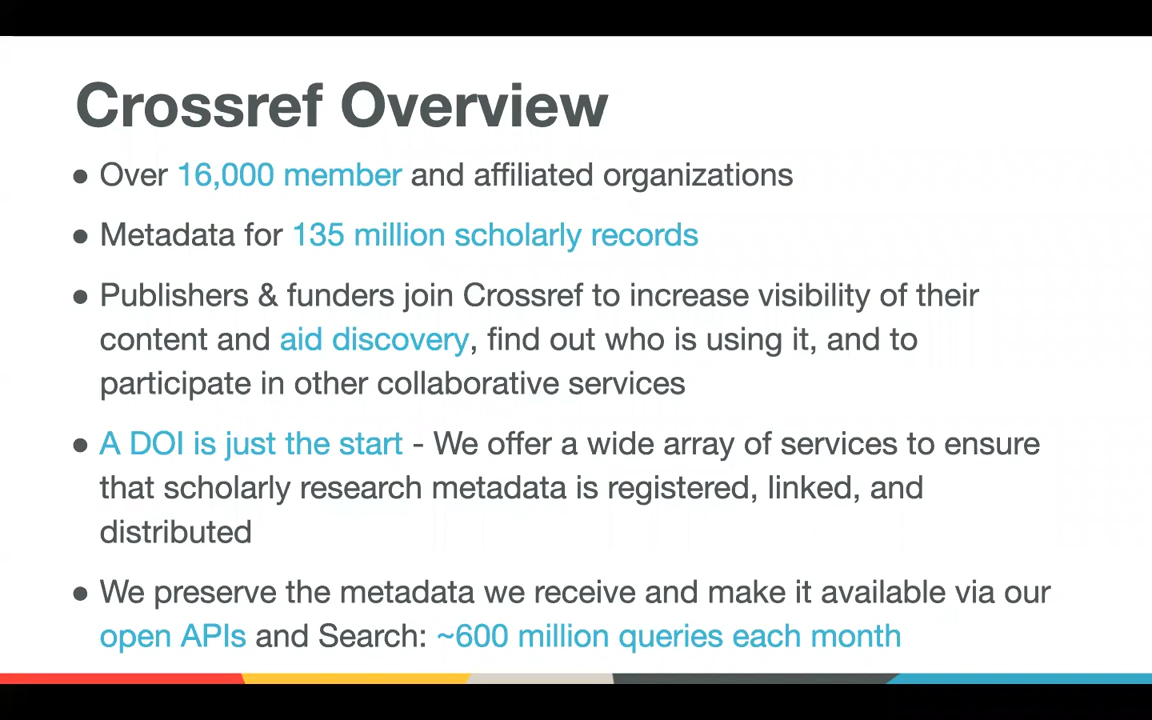 Crossref Overview
● Over 16,000 member and affiliated organizations
● Metadata for 135 million scholarly records
● Publishers & funders join Crossref to increase visibility of their
content and aid discovery, find out who is using it, and to
participate in other collaborative services
● A DOI is just the start - We offer a wide array of services to ensure
that scholarly research metadata is registered, linked, and
distributed
● We preserve the metadata we receive and make it available via our
open APIs and Search: ~600 million queries each month